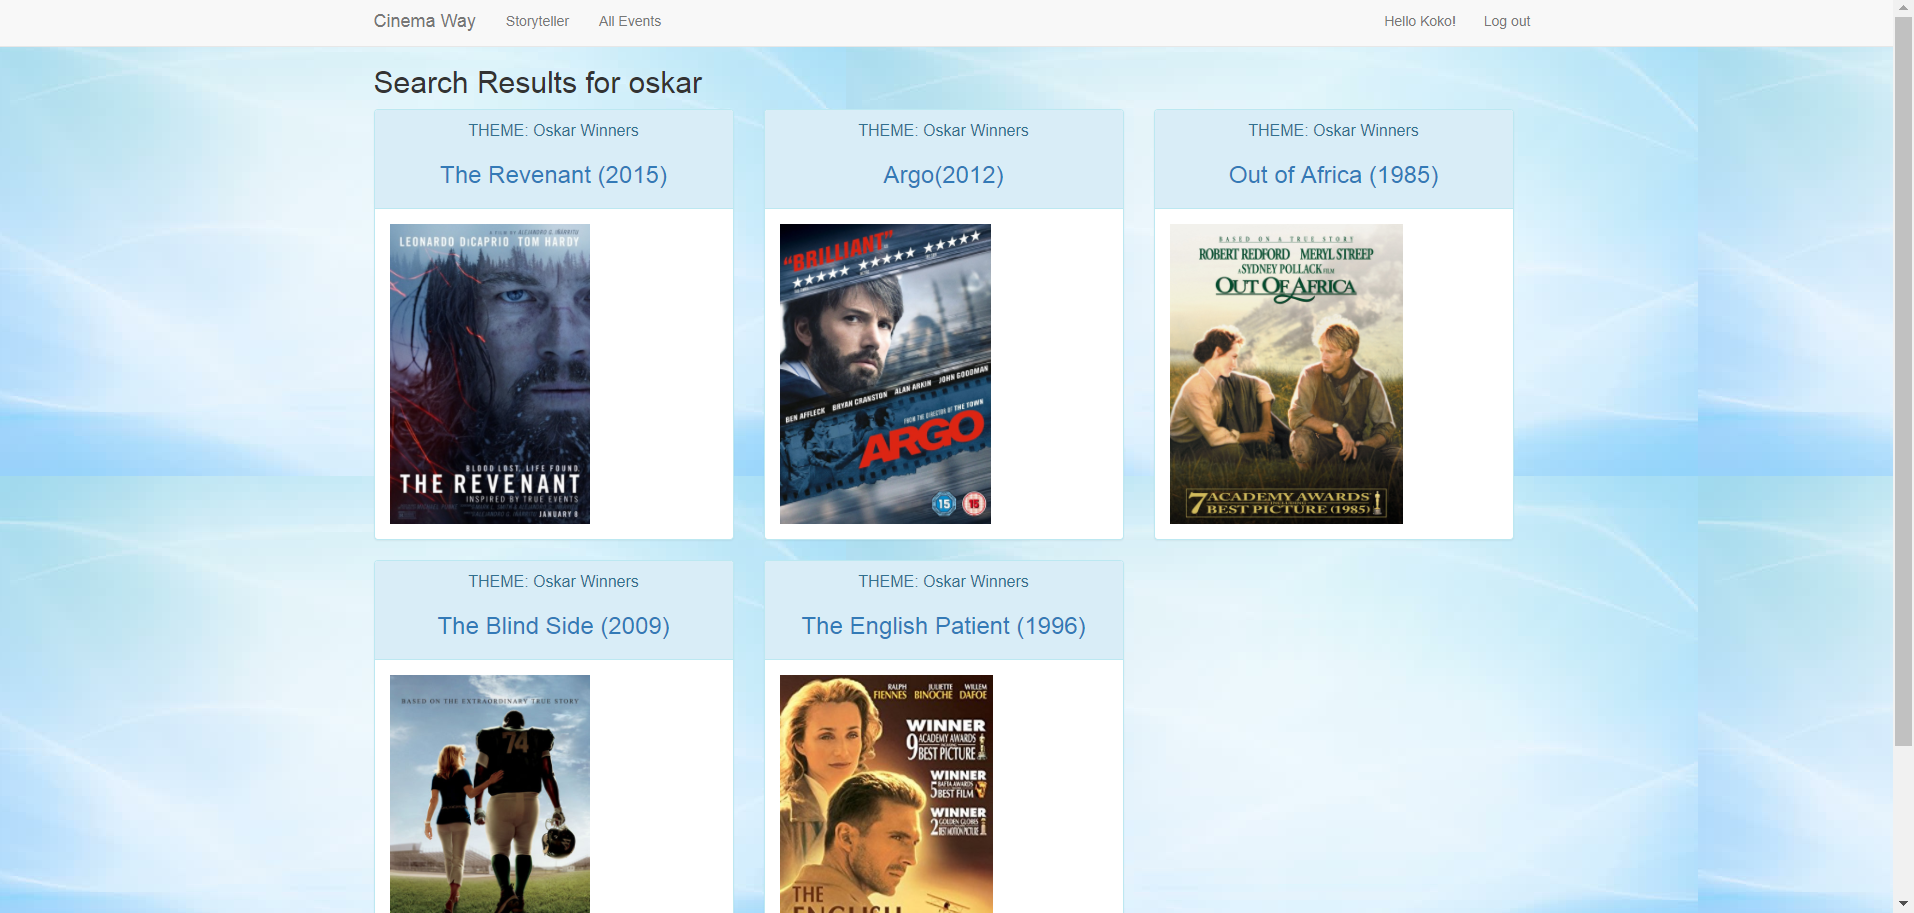 Cinema Way Storyteller All Events Hello Koko! Log out
Search Results for oskar
THEME: Oskar Winners
The Revenant (2015)
LEONARDO DiCAPRIO TOM HARDY
BLOOD LOST. LIFE FOUND.
THE REVENANT
INSPIRED BY TRUE EVENTS
JANUARY 8
THEME: Oskar Winners
Argo(2012)
"BRILLIANT"
BEN AFFLECK BRYAN CRANSTON ALAN ARKIN JOHN GOODMAN
FROM THE DIRECTOR OF THE TOWN
ARGO
15 15
THEME: Oskar Winners
Out of Africa (1985)
BASED ON A TRUE STORY
ROBERT REDFORD MERYL STREEP
A SYDNEY POLLACK FILM
OUT OF AFRICA
7 ACADEMY AWARDS
INCLUDING
BEST PICTURE (1985)
THEME: Oskar Winners
The Blind Side (2009)
BASED ON THE EXTRAORDINARY TRUE STORY
74
THEME: Oskar Winners
The English Patient (1996)
RALPH FIENNES JULIETTE BINOCHE WILLEM DAFOE
WINNER
9 ACADEMY AWARDS
BEST PICTURE
WINNER
5 BAFTA AWARDS
BEST FILM
WINNER
2 GOLDEN GLOBES
BEST MOTION PICTURE
THE
ENGLISH